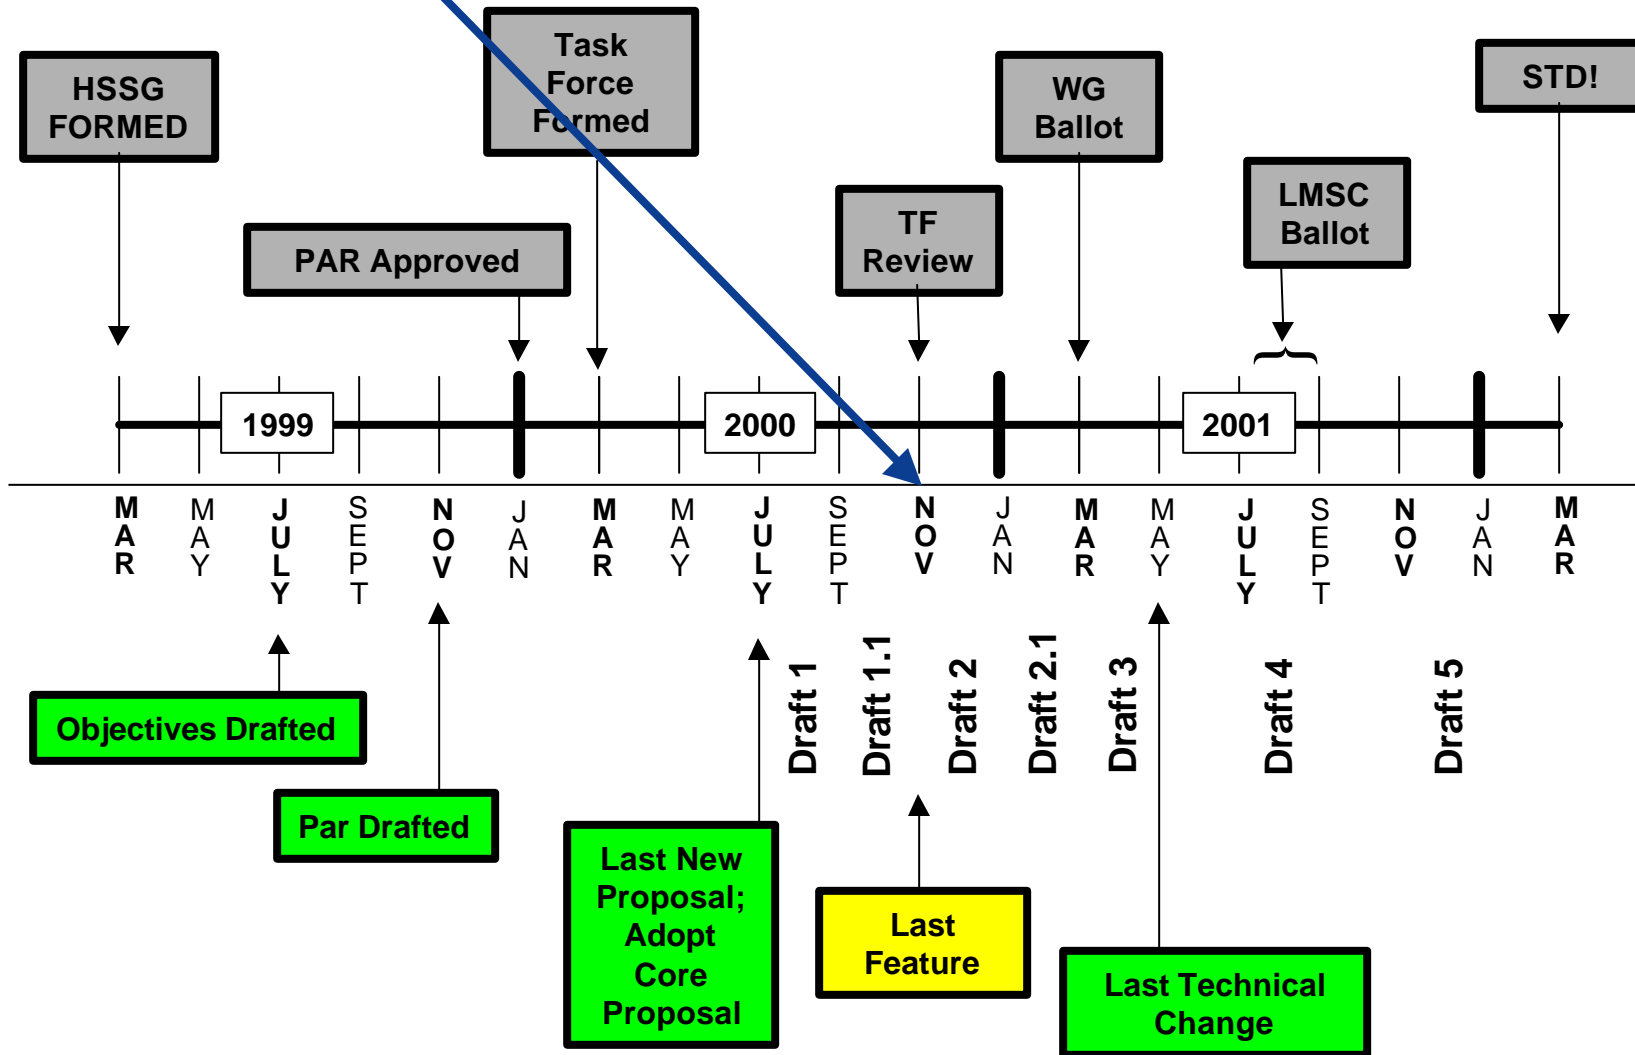 HSSG
FORMED
Task
Force
Formed
WG
Ballot
STD!
PAR Approved
TF
Review
LMSC
Ballot
1999
2000
2001
MAR
MAY
JULY
SEPT
NOV
JAN
MAR
MAY
JULY
SEPT
NOV
JAN
MAR
MAY
JULY
SEPT
NOV
JAN
MAR
Draft 1
Draft 1.1
Draft 2
Draft 2.1
Draft 3
Draft 4
Draft 5
Objectives Drafted
Par Drafted
Last New
Proposal;
Adopt
Core
Proposal
Last
Feature
Last Technical
Change